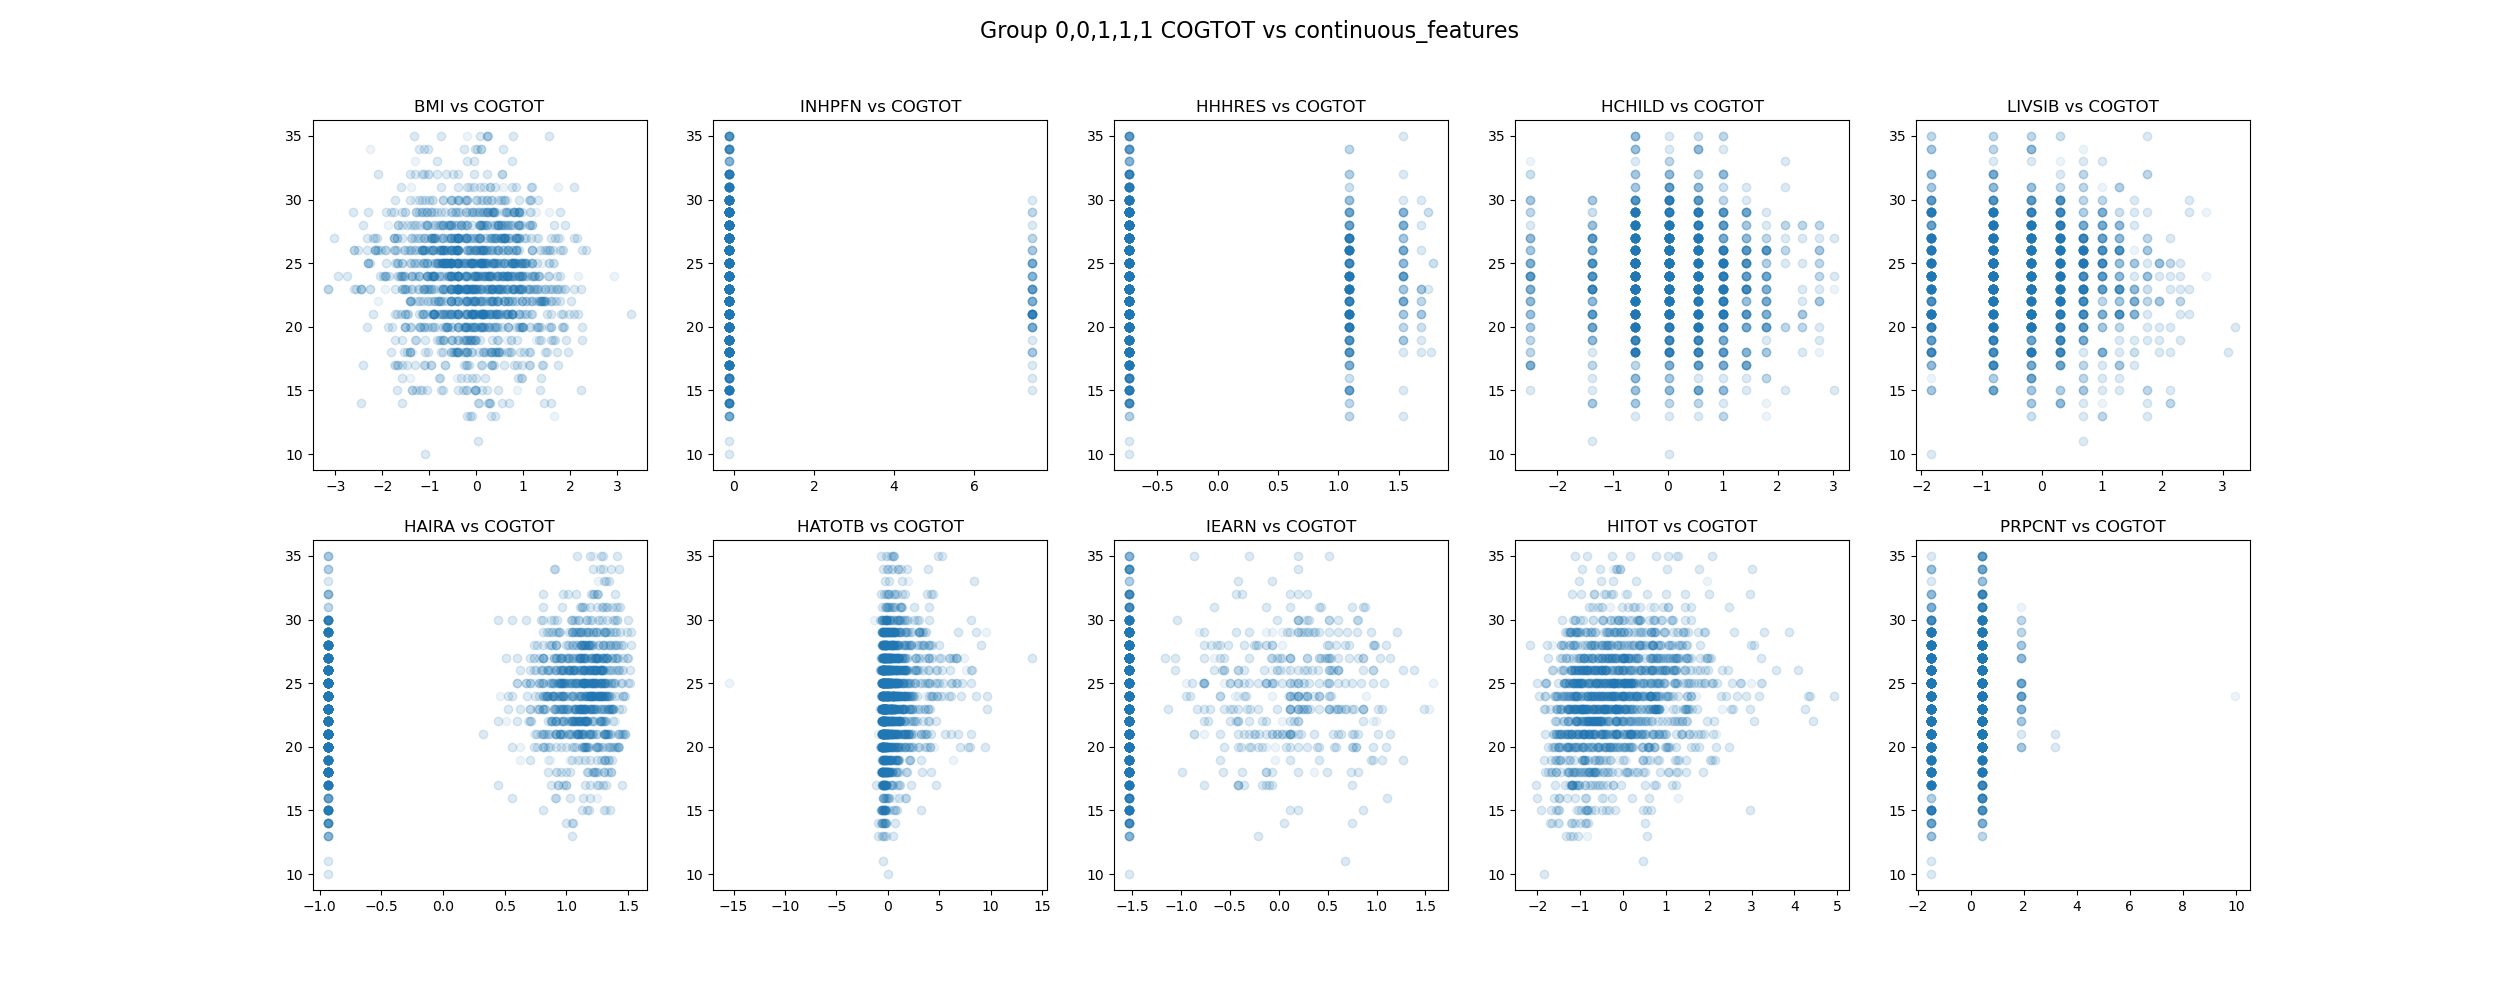 Group 0,0,1,1,1 COGTOT vs continuous_features
BMI vs COGTOT
INHPFN vs COGTOT
HHHRES vs COGTOT
HCHILD vs COGTOT
LIVSIB vs COGTOT
35 30 25 20 15 10
−3 −2 −1 0 1 2 3
35 30 25 20 15 10
0 2 4 6
35 30 25 20 15 10
−0.5 0.0 0.5 1.0 1.5
35 30 25 20 15 10
−2 −1 0 1 2 3
35 30 25 20 15 10
−2 −1 0 1 2 3
HAIRA vs COGTOT
HATOTB vs COGTOT
IEARN vs COGTOT
HITOT vs COGTOT
PRPCNT vs COGTOT
35 30 25 20 15 10
−1.0 −0.5 0.0 0.5 1.0 1.5
35 30 25 20 15 10
−15 −10 −5 0 5 10 15
35 30 25 20 15 10
−1.5 −1.0 −0.5 0.0 0.5 1.0 1.5
35 30 25 20 15 10
−2 −1 0 1 2 3 4 5
35 30 25 20 15 10
−2 0 2 4 6 8 10